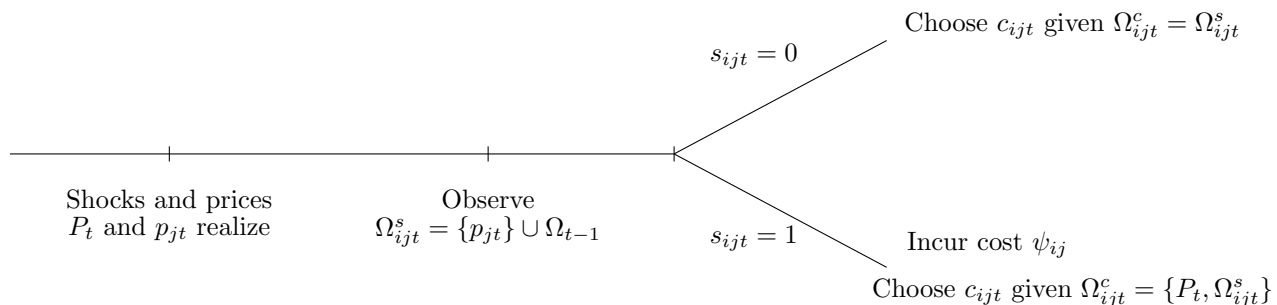 Choose c_{ijt} given Ω^c_{ijt} = Ω^s_{ijt}
s_{ijt} = 0
Shocks and prices
P_t and p_{jt} realize
Observe
Ω^s_{ijt} = {p_{jt}} ∪ Ω_{t−1}
s_{ijt} = 1
Incur cost ψ_{ij}
Choose c_{ijt} given Ω^c_{ijt} = {P_t, Ω^s_{ijt}}